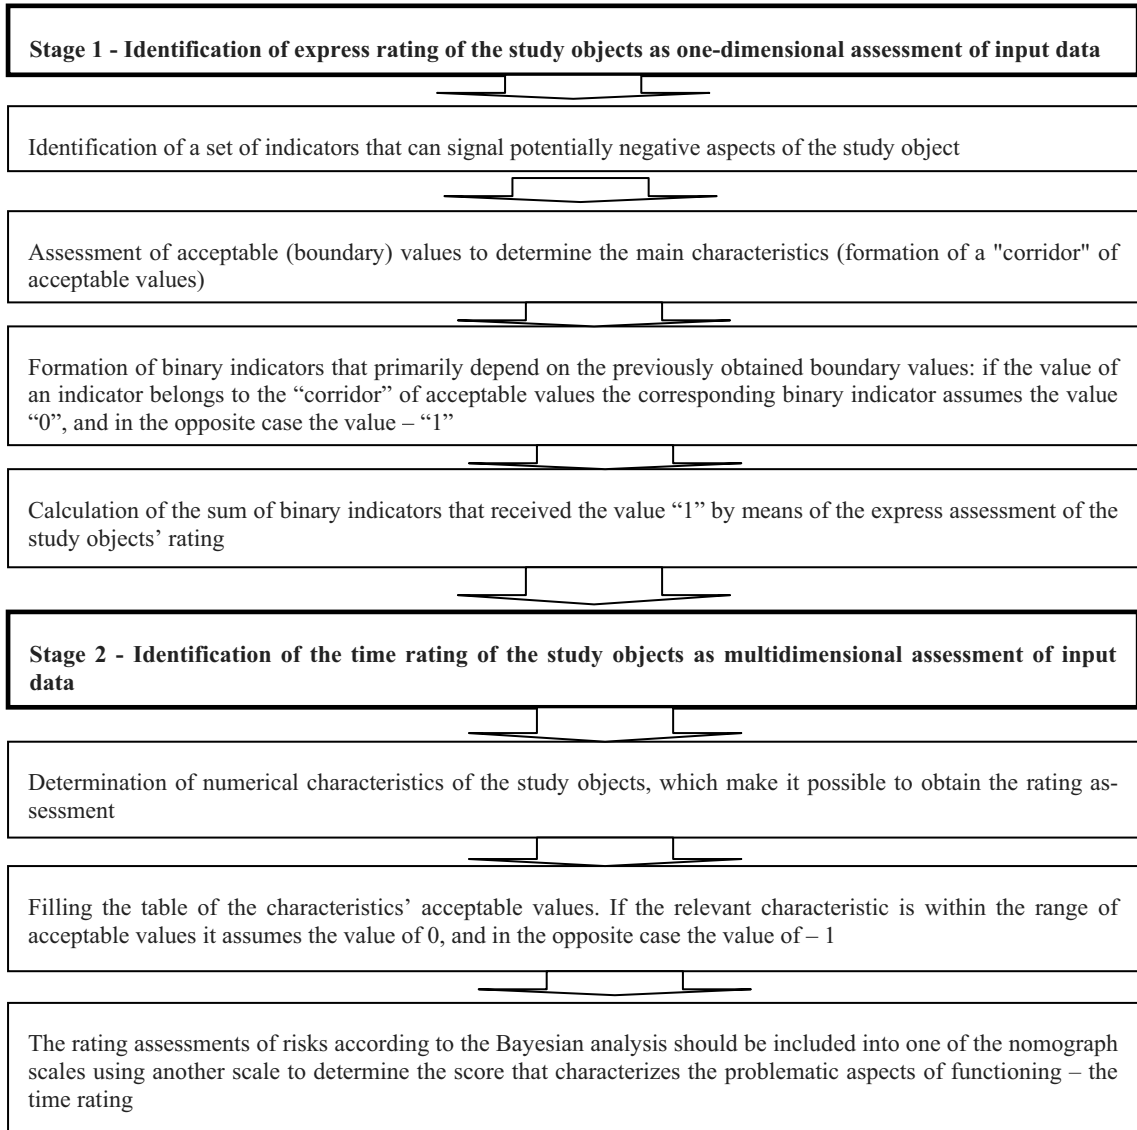 Stage 1 - Identification of express rating of the study objects as one-dimensional assessment of input data
Identification of a set of indicators that can signal potentially negative aspects of the study object
Assessment of acceptable (boundary) values to determine the main characteristics (formation of a "corridor" of
acceptable values)
Formation of binary indicators that primarily depend on the previously obtained boundary values: if the value of
an indicator belongs to the “corridor” of acceptable values the corresponding binary indicator assumes the value
“0”, and in the opposite case the value – “1”
Calculation of the sum of binary indicators that received the value “1” by means of the express assessment of the
study objects’ rating
Stage 2 - Identification of the time rating of the study objects as multidimensional assessment of input
data
Determination of numerical characteristics of the study objects, which make it possible to obtain the rating as-
sessment
Filling the table of the characteristics’ acceptable values. If the relevant characteristic is within the range of
acceptable values it assumes the value of 0, and in the opposite case the value of – 1
The rating assessments of risks according to the Bayesian analysis should be included into one of the nomograph
scales using another scale to determine the score that characterizes the problematic aspects of functioning – the
time rating